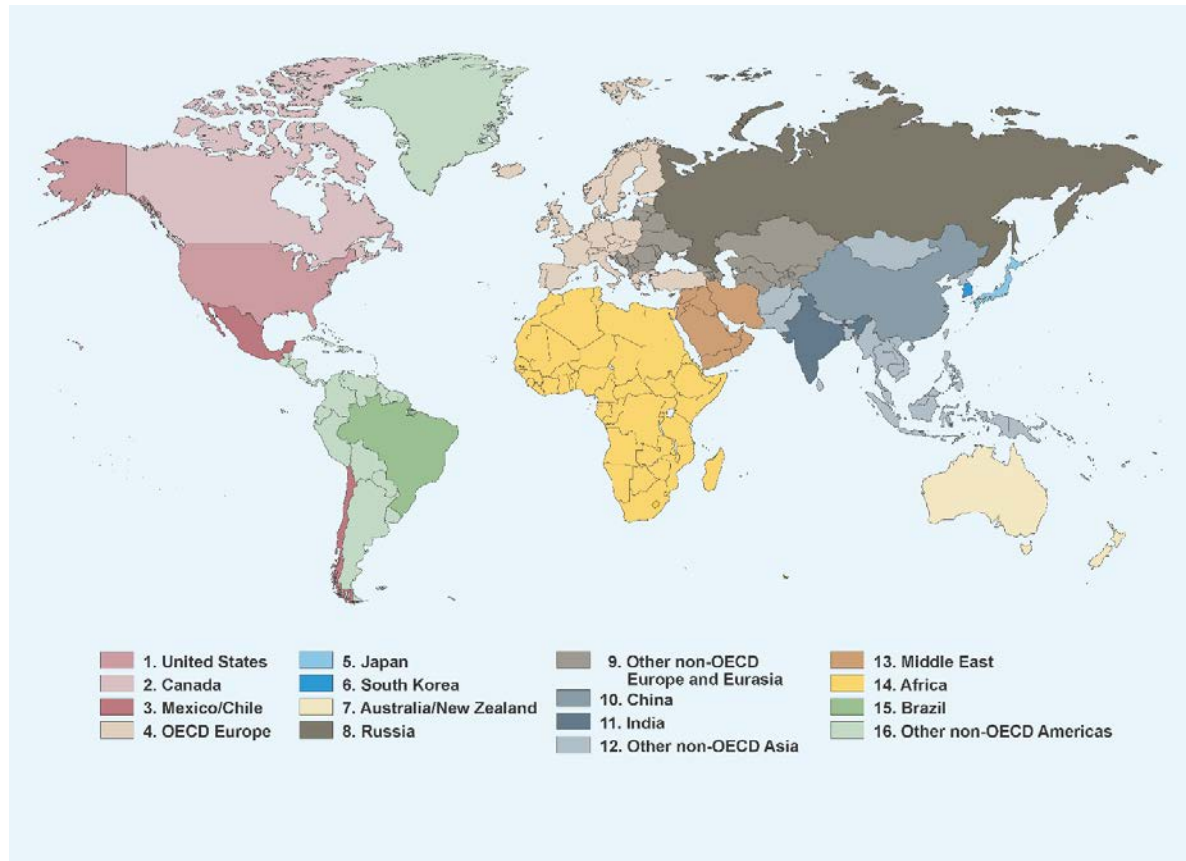 1. United States
2. Canada
3. Mexico/Chile
4. OECD Europe
5. Japan
6. South Korea
7. Australia/New Zealand
8. Russia
9. Other non-OECD
Europe and Eurasia
10. China
11. India
12. Other non-OECD Asia
13. Middle East
14. Africa
15. Brazil
16. Other non-OECD Americas